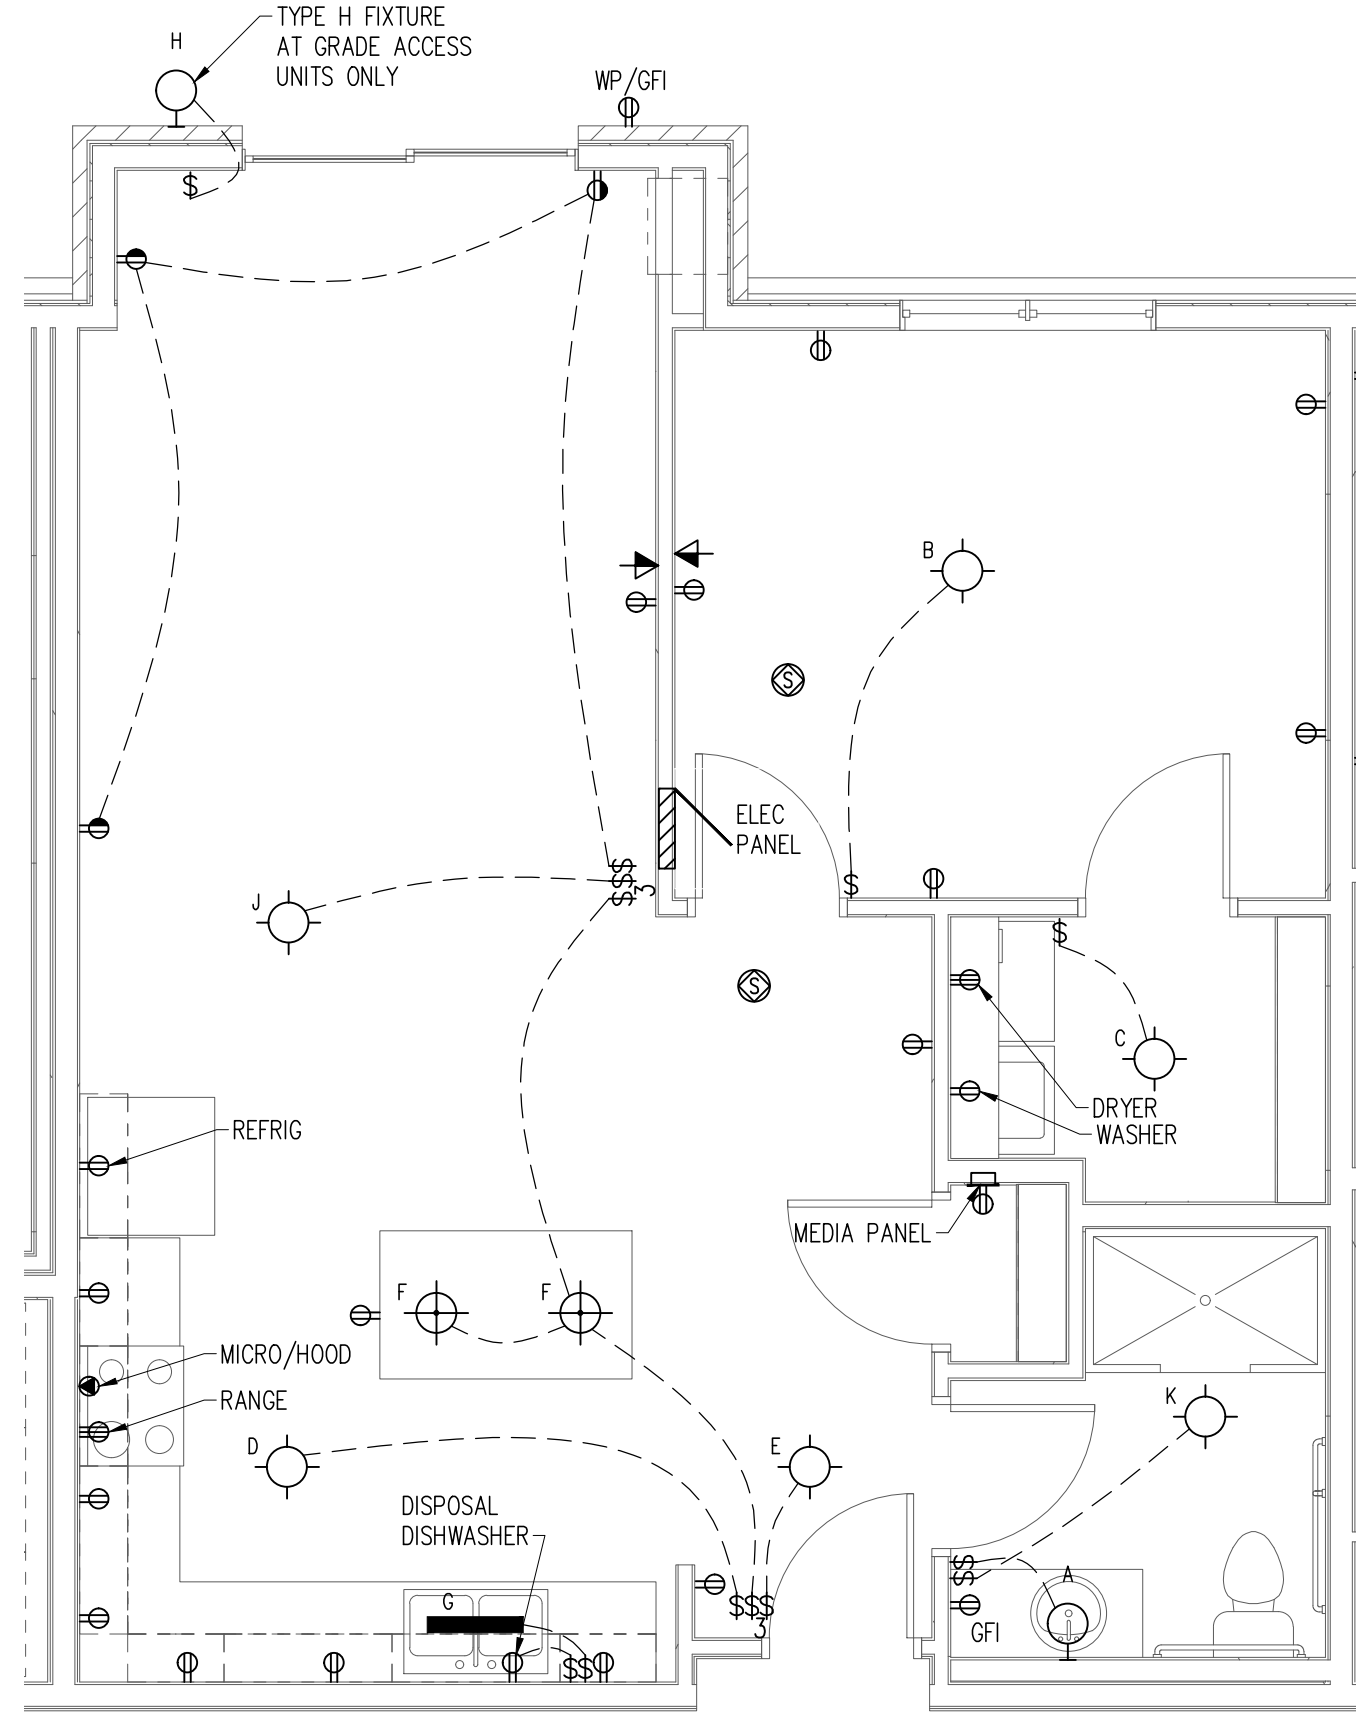 TYPE H FIXTURE
AT GRADE ACCESS
UNITS ONLY
H
WP/GFI
$
B
S
ELEC
PANEL
J
$$$
3
$
$
S
C
DRYER
WASHER
REFRIG
MEDIA PANEL
F
F
MICRO/HOOD
RANGE
K
D
E
DISPOSAL
DISHWASHER
G
$$$
3
$$
A
GFI
$$